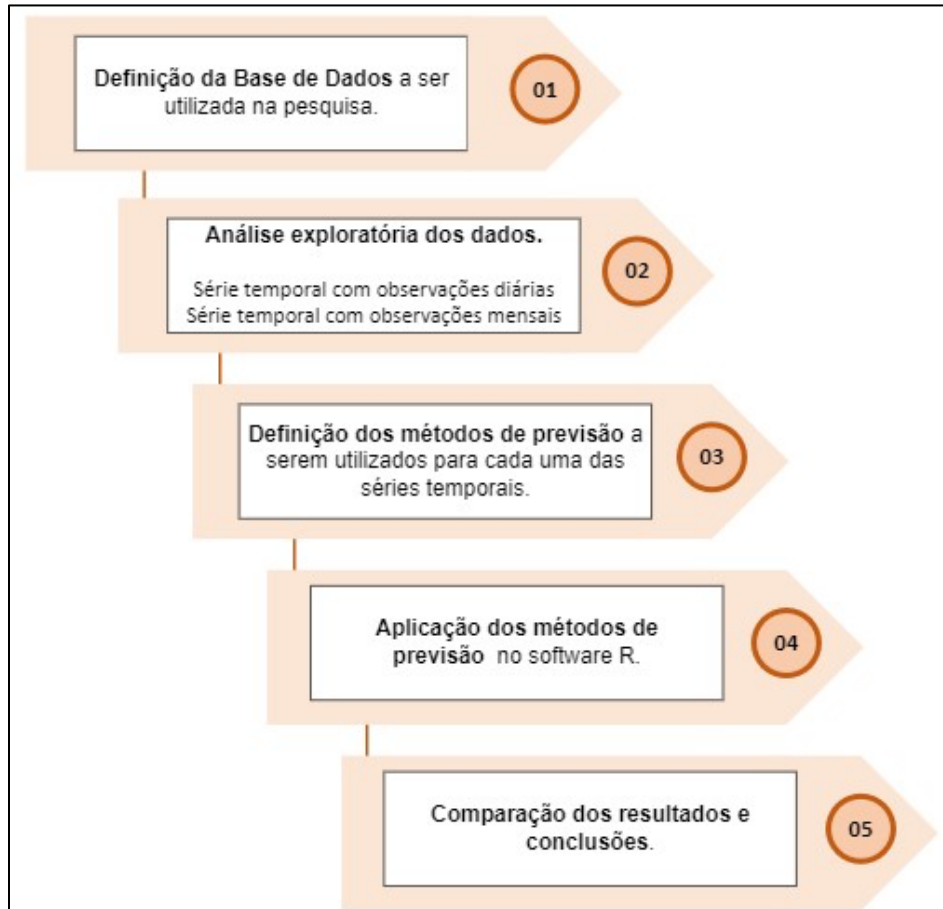 Definição da Base de Dados a ser
utilizada na pesquisa.
01
Análise exploratória dos dados.
Série temporal com observações diárias
Série temporal com observações mensais
02
Definição dos métodos de previsão a
serem utilizados para cada uma das
séries temporais.
03
Aplicação dos métodos de
previsão no software R.
04
Comparação dos resultados e
conclusões.
05